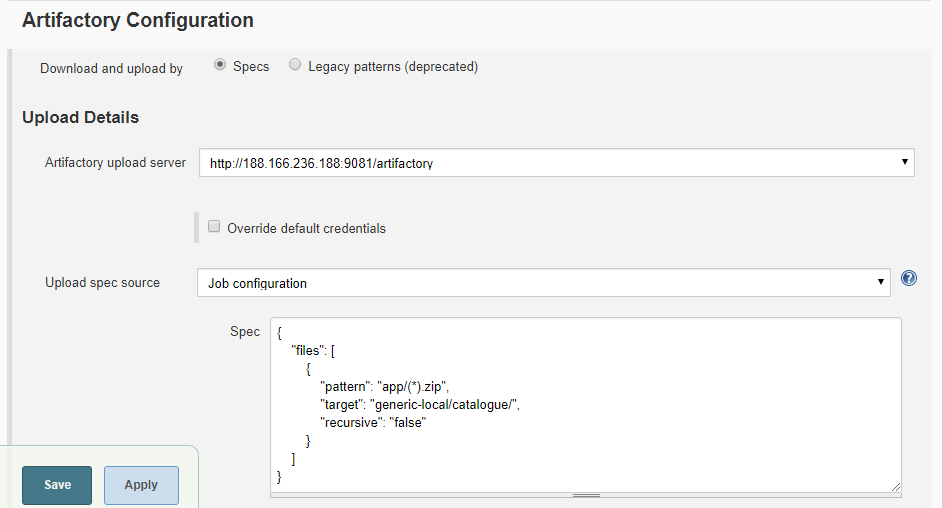 Artifactory Configuration
Download and upload by Specs Legacy patterns (deprecated)
Upload Details
Artifactory upload server http://188.166.236.188:9081/artifactory
Override default credentials
Upload spec source Job configuration ?
Spec {
"files": [
{
"pattern": "app/(*).zip",
"target": "generic-local/catalogue/",
"recursive": "false"
}
]
}
Save Apply